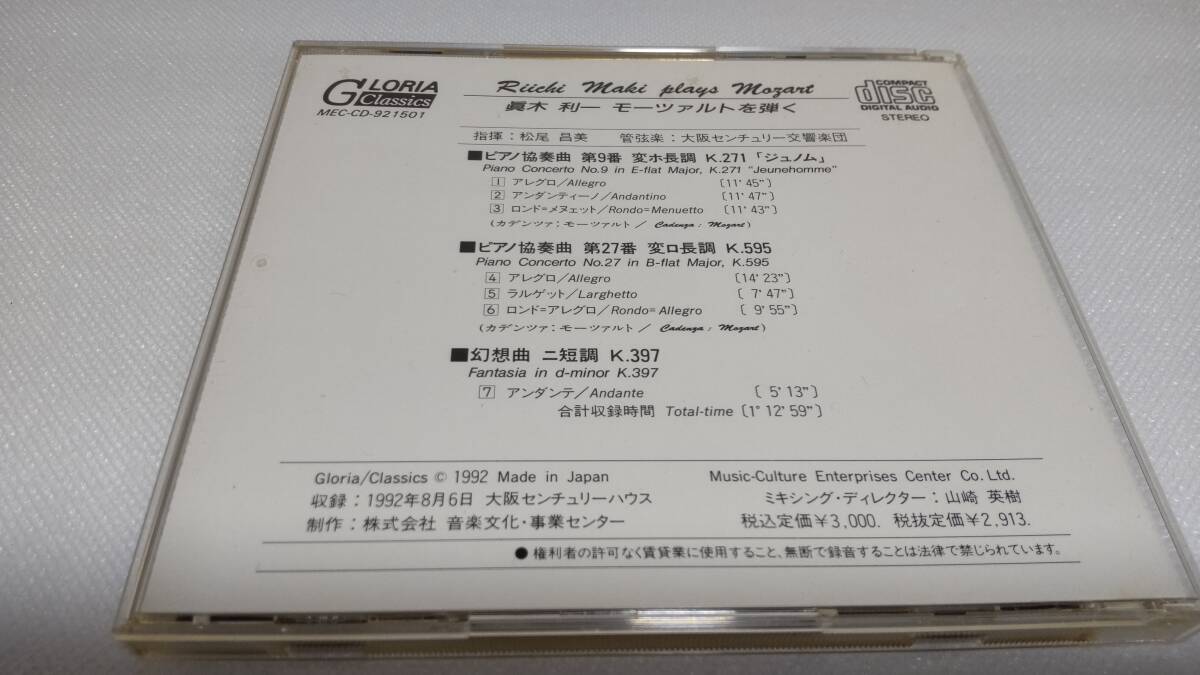 GLORIA
Classics
MEC-CD-921501
Riichi Maki plays Mozart
眞木 利一 モーツァルトを弾く
COMPACT
disc
DIGITAL AUDIO
STEREO
指揮：松尾 昌美 管弦楽：大阪センチュリー交響楽団
■ピアノ協奏曲 第9番 変ホ長調 K.271「ジュノム」
Piano Concerto No.9 in E-flat Major, K.271 "Jeunehomme"
1 アレグロ/Allegro 〔11'45"〕
2 アンダンティーノ/Andantino 〔11'47"〕
3 ロンド=メヌェット/Rondo=Menuetto 〔11'43"〕
(カデンツァ：モーツァルト / Cadenza : Mozart)
■ピアノ協奏曲 第27番 変ロ長調 K.595
Piano Concerto No.27 in B-flat Major, K.595
4 アレグロ/Allegro 〔14'23"〕
5 ラルゲット/Larghetto 〔 7'47"〕
6 ロンド=アレグロ/Rondo=Allegro 〔 9'55"〕
(カデンツァ：モーツァルト / Cadenza : Mozart)
■幻想曲 ニ短調 K.397
Fantasia in d-minor K.397
7 アンダンテ/Andante 〔 5'13"〕
合計収録時間 Total-time〔1°12'59"〕
Gloria/Classics © 1992 Made in Japan Music-Culture Enterprises Center Co. Ltd.
収録：1992年8月6日 大阪センチュリーハウス ミキシング・ディレクター：山崎 英樹
制作：株式会社 音楽文化・事業センター 税込定価¥3,000. 税抜定価¥2,913.
●権利者の許可なく賃貸業に使用すること、無断で録音することは法律で禁じられています。